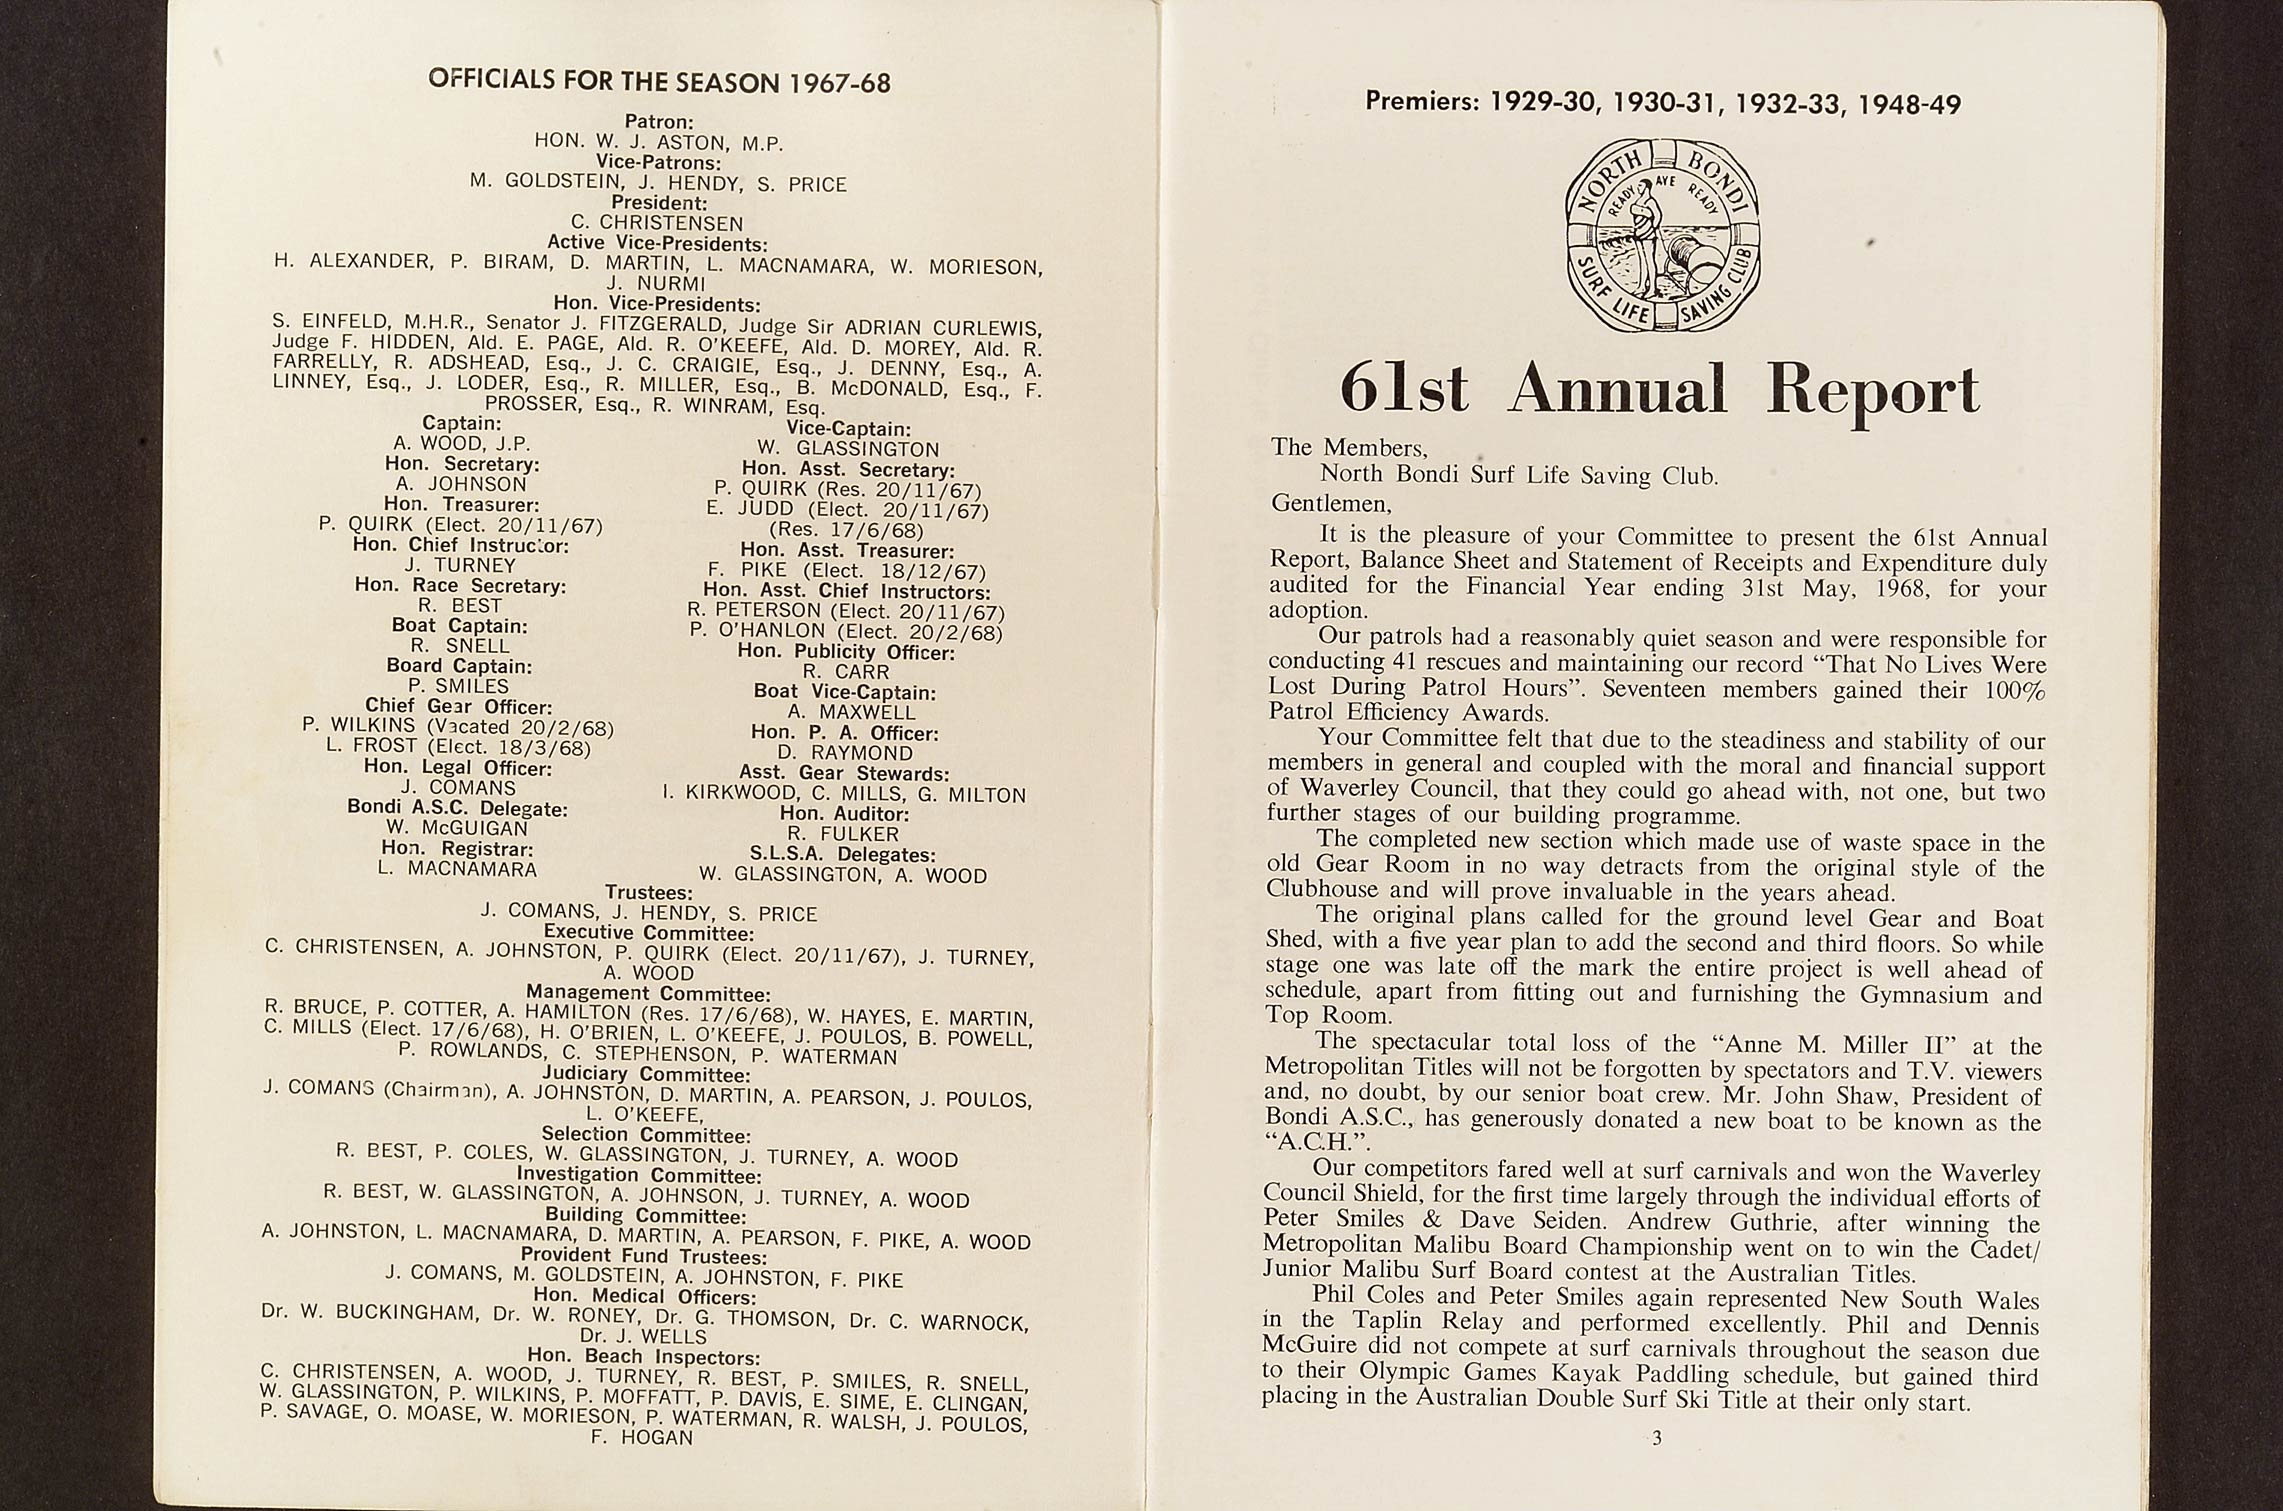 OFFICIALS FOR THE SEASON 1967-68
Patron:
HON. W. J. ASTON, M.P.
Vice-Patrons:
M. GOLDSTEIN, J. HENDY, S. PRICE
President:
C. CHRISTENSEN
Active Vice-Presidents:
H. ALEXANDER, P. BIRAM, D. MARTIN, L. MACNAMARA, W. MORIESON,
J. NURMI
Hon. Vice-Presidents:
S. EINFELD, M.H.R., Senator J. FITZGERALD, Judge Sir ADRIAN CURLEWIS,
Judge F. HIDDEN, Ald. E. PAGE, Ald. R. O'KEEFE, Ald. D. MOREY, Ald. R.
FARRELLY, R. ADSHEAD, Esq., J. C. CRAIGIE, Esq., J. DENNY, Esq., A.
LINNEY, Esq., J. LODER, Esq., R. MILLER, Esq., B. McDONALD, Esq., F.
PROSSER, Esq., R. WINRAM, Esq.
Captain:
A. WOOD, J.P.
Hon. Secretary:
A. JOHNSON
Hon. Treasurer:
P. QUIRK (Elect. 20/11/67)
Hon. Chief Instructor:
J. TURNEY
Hon. Race Secretary:
R. BEST
Boat Captain:
R. SNELL
Board Captain:
P. SMILES
Chief Gear Officer:
P. WILKINS (Vacated 20/2/68)
L. FROST (Elect. 18/3/68)
Hon. Legal Officer:
J. COMANS
Bondi A.S.C. Delegate:
W. McGUIGAN
Hon. Registrar:
L. MACNAMARA
Vice-Captain:
W. GLASSINGTON
Hon. Asst. Secretary:
P. QUIRK (Res. 20/11/67)
E. JUDD (Elect. 20/11/67)
(Res. 17/6/68)
Hon. Asst. Treasurer:
F. PIKE (Elect. 18/12/67)
Hon. Asst. Chief Instructors:
R. PETERSON (Elect. 20/11/67)
P. O'HANLON (Elect. 20/2/68)
Hon. Publicity Officer:
R. CARR
Boat Vice-Captain:
A. MAXWELL
Hon. P. A. Officer:
D. RAYMOND
Asst. Gear Stewards:
I. KIRKWOOD, C. MILLS, G. MILTON
Hon. Auditor:
R. FULKER
S.L.S.A. Delegates:
W. GLASSINGTON, A. WOOD
Trustees:
J. COMANS, J. HENDY, S. PRICE
Executive Committee:
C. CHRISTENSEN, A. JOHNSTON, P. QUIRK (Elect. 20/11/67), J. TURNEY,
A. WOOD
Management Committee:
R. BRUCE, P. COTTER, A. HAMILTON (Res. 17/6/68), W. HAYES, E. MARTIN,
C. MILLS (Elect. 17/6/68), H. O'BRIEN, L. O'KEEFE, J. POULOS, B. POWELL,
P. ROWLANDS, C. STEPHENSON, P. WATERMAN
Judiciary Committee:
J. COMANS (Chairman), A. JOHNSTON, D. MARTIN, A. PEARSON, J. POULOS,
L. O'KEEFE,
Selection Committee:
R. BEST, P. COLES, W. GLASSINGTON, J. TURNEY, A. WOOD
Investigation Committee:
R. BEST, W. GLASSINGTON, A. JOHNSON, J. TURNEY, A. WOOD
Building Committee:
A. JOHNSTON, L. MACNAMARA, D. MARTIN, A. PEARSON, F. PIKE, A. WOOD
Provident Fund Trustees:
J. COMANS, M. GOLDSTEIN, A. JOHNSTON, F. PIKE
Hon. Medical Officers:
Dr. W. BUCKINGHAM, Dr. W. RONEY, Dr. G. THOMSON, Dr. C. WARNOCK,
Dr. J. WELLS
Hon. Beach Inspectors:
C. CHRISTENSEN, A. WOOD, J. TURNEY, R. BEST, P. SMILES, R. SNELL,
W. GLASSINGTON, P. WILKINS, P. MOFFATT, P. DAVIS, E. SIME, E. CLINGAN,
P. SAVAGE, O. MOASE, W. MORIESON, P. WATERMAN, R. WALSH, J. POULOS,
F. HOGAN
Premiers: 1929-30, 1930-31, 1932-33, 1948-49
NORTH BONDI
READY AYE READY
SURF LIFE SAVING CLUB
61st Annual Report
The Members,
North Bondi Surf Life Saving Club.
Gentlemen,
It is the pleasure of your Committee to present the 61st Annual
Report, Balance Sheet and Statement of Receipts and Expenditure duly
audited for the Financial Year ending 31st May, 1968, for your
adoption.
Our patrols had a reasonably quiet season and were responsible for
conducting 41 rescues and maintaining our record “That No Lives Were
Lost During Patrol Hours”. Seventeen members gained their 100%
Patrol Efficiency Awards.
Your Committee felt that due to the steadiness and stability of our
members in general and coupled with the moral and financial support
of Waverley Council, that they could go ahead with, not one, but two
further stages of our building programme.
The completed new section which made use of waste space in the
old Gear Room in no way detracts from the original style of the
Clubhouse and will prove invaluable in the years ahead.
The original plans called for the ground level Gear and Boat
Shed, with a five year plan to add the second and third floors. So while
stage one was late off the mark the entire project is well ahead of
schedule, apart from fitting out and furnishing the Gymnasium and
Top Room.
The spectacular total loss of the “Anne M. Miller II” at the
Metropolitan Titles will not be forgotten by spectators and T.V. viewers
and, no doubt, by our senior boat crew. Mr. John Shaw, President of
Bondi A.S.C., has generously donated a new boat to be known as the
“A.C.H.”.
Our competitors fared well at surf carnivals and won the Waverley
Council Shield, for the first time largely through the individual efforts of
Peter Smiles & Dave Seiden. Andrew Guthrie, after winning the
Metropolitan Malibu Board Championship went on to win the Cadet/
Junior Malibu Surf Board contest at the Australian Titles.
Phil Coles and Peter Smiles again represented New South Wales
in the Taplin Relay and performed excellently. Phil and Dennis
McGuire did not compete at surf carnivals throughout the season due
to their Olympic Games Kayak Paddling schedule, but gained third
placing in the Australian Double Surf Ski Title at their only start.
3